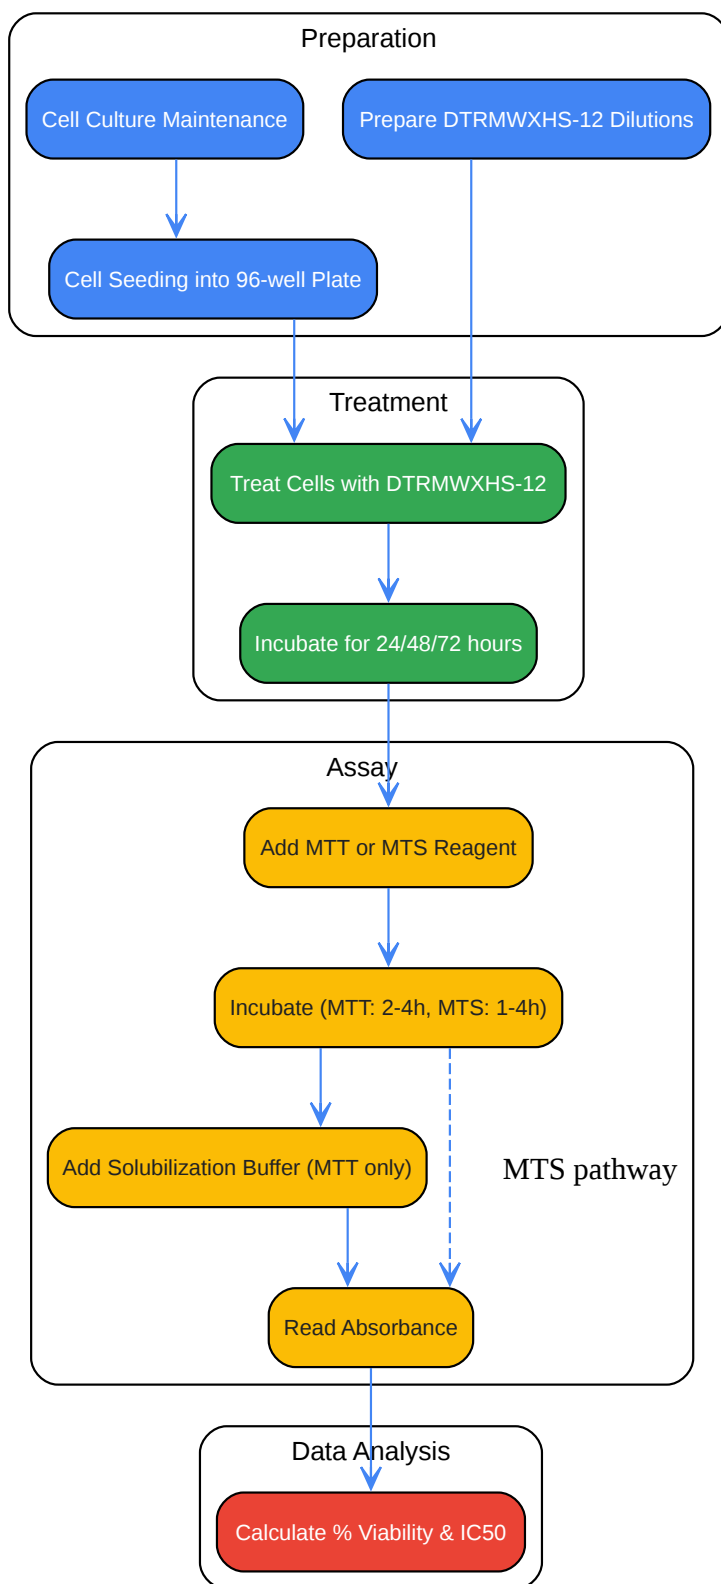 Preparation
Cell Culture Maintenance
Prepare DTRMWXHS-12 Dilutions
Cell Seeding into 96-well Plate
Treatment
Treat Cells with DTRMWXHS-12
Incubate for 24/48/72 hours
Assay
Add MTT or MTS Reagent
Incubate (MTT: 2-4h, MTS: 1-4h)
Add Solubilization Buffer (MTT only)
MTS pathway
Read Absorbance
Data Analysis
Calculate % Viability & IC50